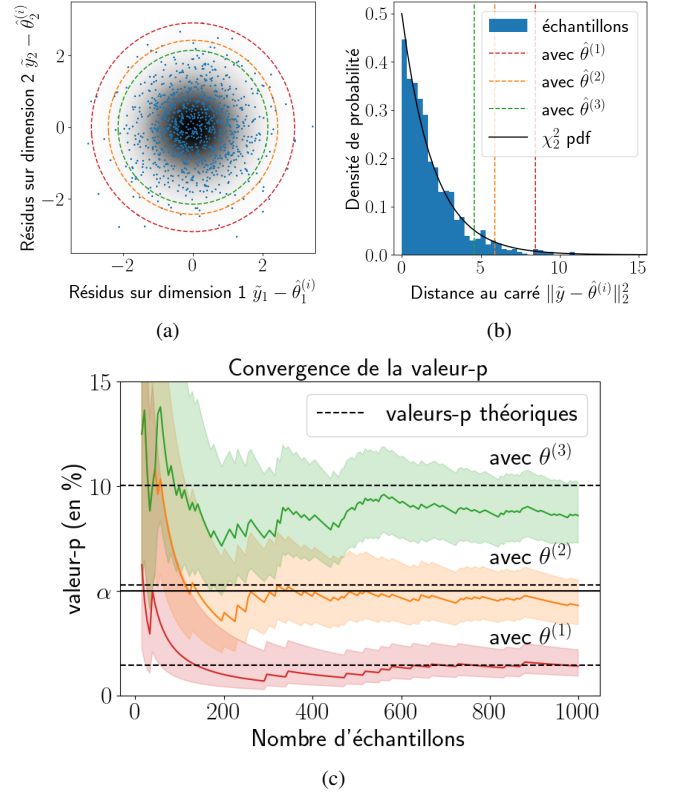 Résidus sur dimension 2 ỹ₂ − θ̂₂⁽ⁱ⁾
2
0
−2
−2
0
2
Résidus sur dimension 1 ỹ₁ − θ̂₁⁽ⁱ⁾
(a)
Densité de probabilité
0.5
0.4
0.3
0.2
0.1
0.0
0
5
10
15
échantillons
avec θ̂⁽¹⁾
avec θ̂⁽²⁾
avec θ̂⁽³⁾
χ²₂ pdf
Distance au carré ‖ỹ − θ̂⁽ⁱ⁾‖²₂
(b)
Convergence de la valeur-p
valeur-p (en %)
15
10
α
0
valeurs-p théoriques
avec θ⁽³⁾
avec θ⁽²⁾
avec θ⁽¹⁾
0
200
400
600
800
1000
Nombre d'échantillons
(c)